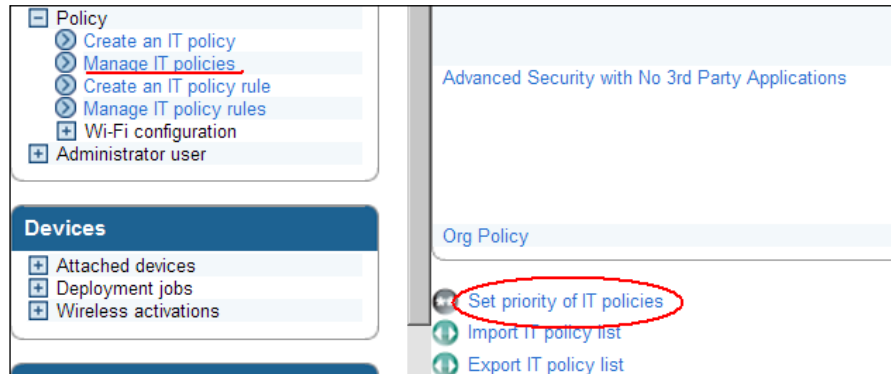 Policy
Create an IT policy
Manage IT policies
Create an IT policy rule
Manage IT policy rules
Wi-Fi configuration
Administrator user
Devices
Attached devices
Deployment jobs
Wireless activations
Advanced Security with No 3rd Party Applications
Org Policy
Set priority of IT policies
Import IT policy list
Export IT policy list